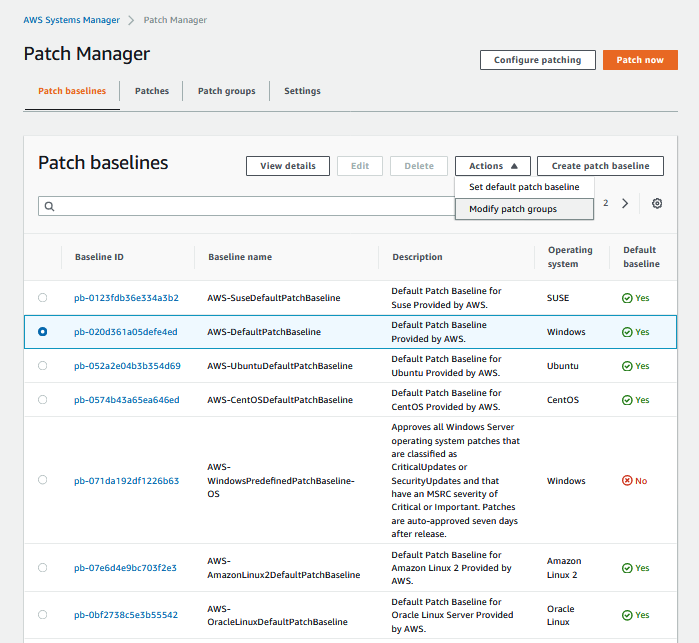 AWS Systems Manager > Patch Manager
Patch Manager
Configure patching
Patch now
Patch baselines
Patches
Patch groups
Settings
Patch baselines
View details
Edit
Delete
Actions
Create patch baseline
Set default patch baseline
Modify patch groups
2
Baseline ID
Baseline name
Description
Operating
system
Default
baseline
pb-0123fdb36e334a3b2
AWS-SuseDefaultPatchBaseline
Default Patch Baseline for
Suse Provided by AWS.
SUSE
Yes
pb-020d361a05defe4ed
AWS-DefaultPatchBaseline
Default Patch Baseline
Provided by AWS.
Windows
Yes
pb-052a2e04b3b354d69
AWS-UbuntuDefaultPatchBaseline
Default Patch Baseline for
Ubuntu Provided by AWS.
Ubuntu
Yes
pb-0574b43a65ea646ed
AWS-CentOSDefaultPatchBaseline
Default Patch Baseline for
CentOS Provided by AWS.
CentOS
Yes
pb-071da192df1226b63
AWS-
WindowsPredefinedPatchBaseline-
OS
Approves all Windows Server
operating system patches that
are classified as
CriticalUpdates or
SecurityUpdates and that
have an MSRC severity of
Critical or Important. Patches
are auto-approved seven days
after release.
Windows
No
pb-07e6d4e9bc703f2e3
AWS-
AmazonLinux2DefaultPatchBaseline
Default Patch Baseline for
Amazon Linux 2 Provided by
AWS.
Amazon
Linux 2
Yes
pb-0bf2738c5e3b55542
AWS-
OracleLinuxDefaultPatchBaseline
Default Patch Baseline for
Oracle Linux Server Provided
by AWS.
Oracle
Linux
Yes